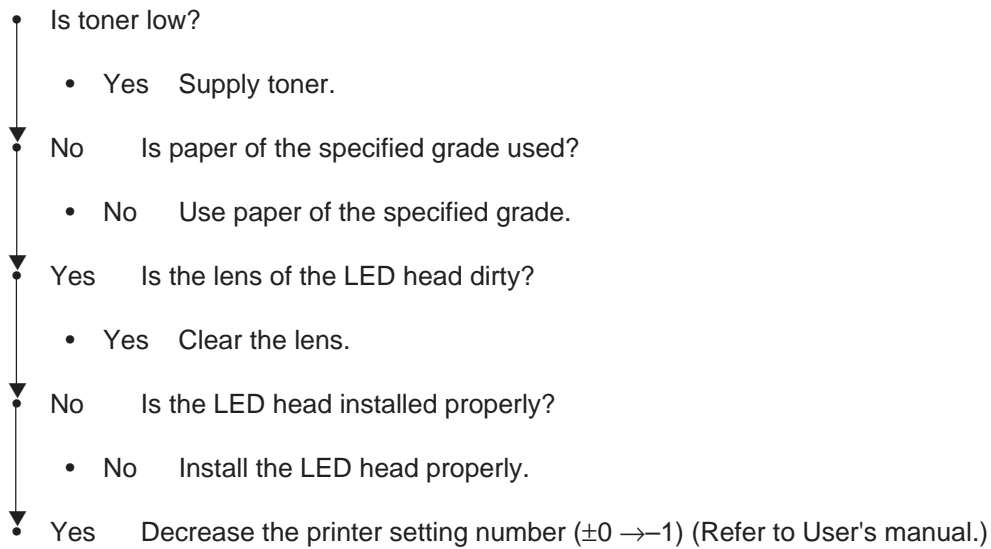 • Is toner low?
• Yes Supply toner.
• No Is paper of the specified grade used?
• No Use paper of the specified grade.
• Yes Is the lens of the LED head dirty?
• Yes Clear the lens.
• No Is the LED head installed properly?
• No Install the LED head properly.
• Yes Decrease the printer setting number (±0 →–1) (Refer to User's manual.)